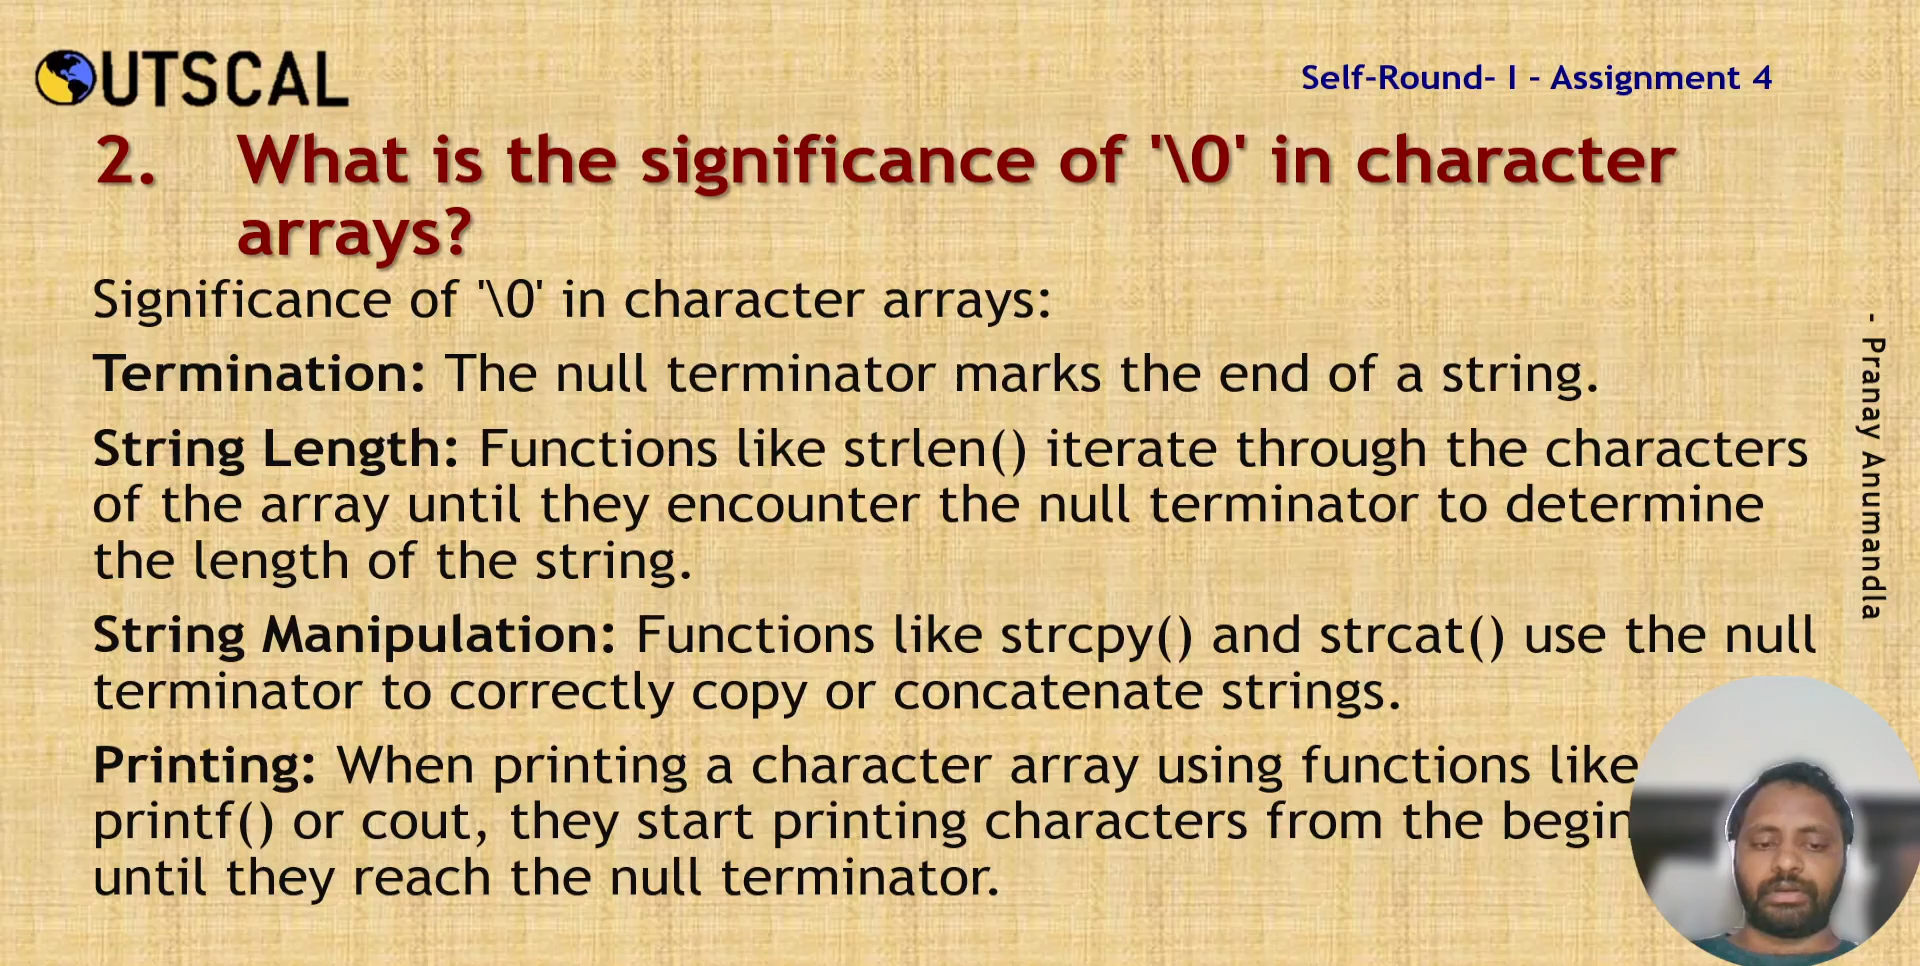 OUTSCAL
Self-Round- I - Assignment 4
2. What is the significance of '\0' in character
arrays?
Significance of '\0' in character arrays:
Termination: The null terminator marks the end of a string.
String Length: Functions like strlen() iterate through the characters
of the array until they encounter the null terminator to determine
the length of the string.
String Manipulation: Functions like strcpy() and strcat() use the null
terminator to correctly copy or concatenate strings.
Printing: When printing a character array using functions like
printf() or cout, they start printing characters from the
until they reach the null terminator.
- Pranay Anumandla